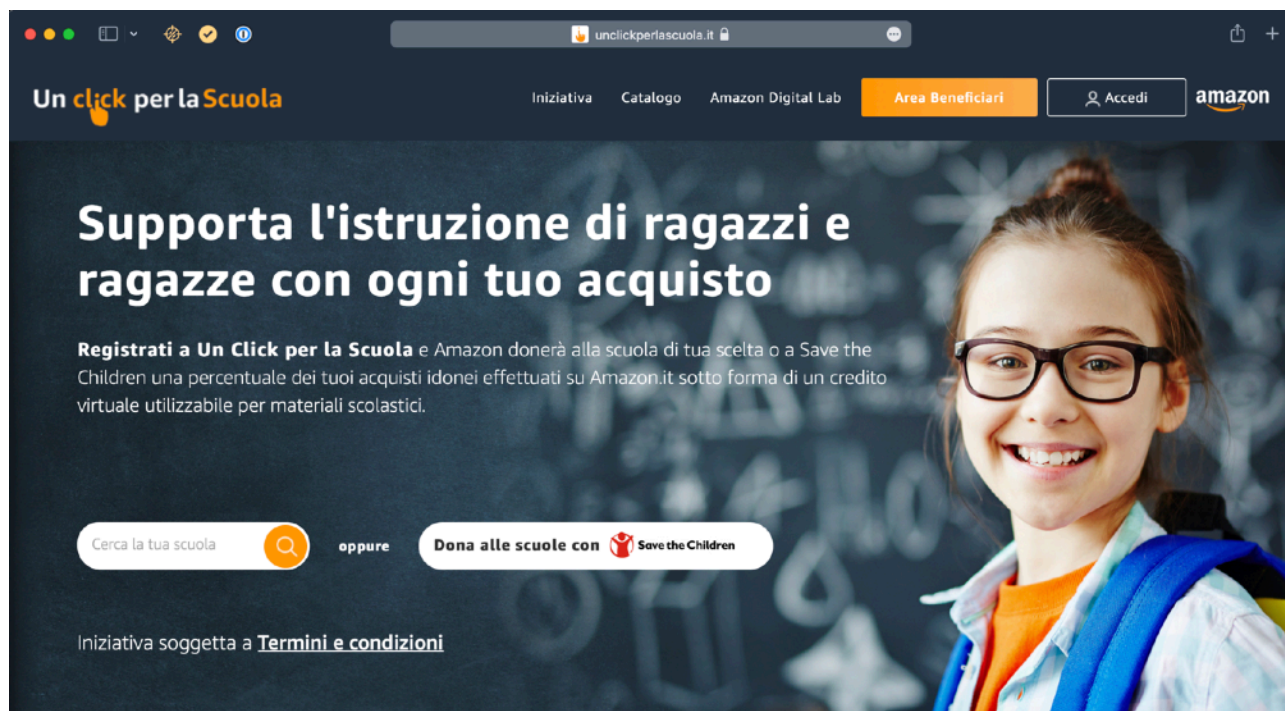 unclickperlascuola.it
Un click per la Scuola
Iniziativa
Catalogo
Amazon Digital Lab
Area Beneficiari
Accedi
amazon
Supporta l'istruzione di ragazzi e
ragazze con ogni tuo acquisto
Registrati a Un Click per la Scuola e Amazon donerà alla scuola di tua scelta o a Save the
Children una percentuale dei tuoi acquisti idonei effettuati su Amazon.it sotto forma di un credito
virtuale utilizzabile per materiali scolastici.
Cerca la tua scuola
oppure
Dona alle scuole con Save the Children
Iniziativa soggetta a Termini e condizioni